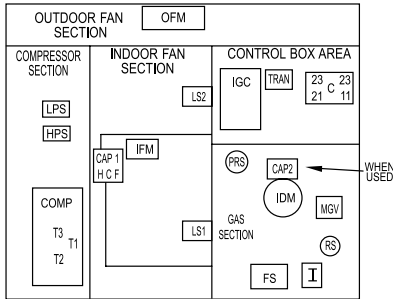 OUTDOOR FAN
SECTION
OFM
COMPRESSOR
SECTION
LPS
HPS
COMP
T3
T1
T2
INDOOR FAN
SECTION
LS2
CAP 1
H C F
IFM
LS1
CONTROL BOX AREA
IGC
TRAN
23 23
C
21 11
PRS
CAP2
WHEN
USED
IDM
MGV
GAS
SECTION
RS
FS
I